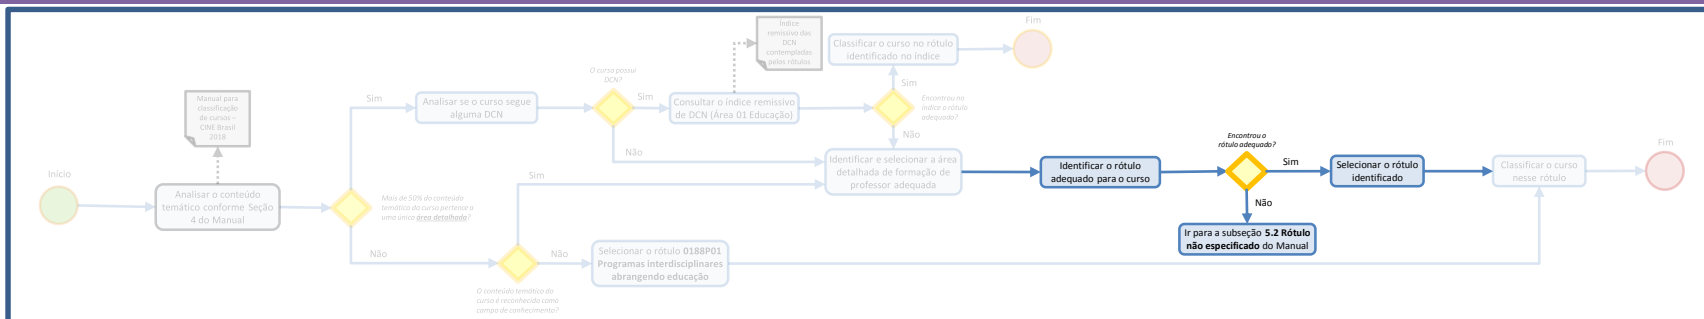 Início
Manual para
classificação
de cursos –
CINE Brasil
2018
Analisar o conteúdo
temático conforme Seção
4 do Manual
Mais de 50% do conteúdo
temático do curso pertence a
uma única área detalhada?
Sim
Não
Analisar se o curso segue
alguma DCN
O curso possui
DCN?
Sim
Não
Consultar o índice remissivo
de DCN (Área 01 Educação)
Índice
remissivo das
DCN
contempladas
pelos rótulos
Encontrou no
índice o rótulo
adequado?
Sim
Não
Classificar o curso no rótulo
identificado no índice
Fim
O conteúdo temático do
curso é reconhecido como
campo de conhecimento?
Sim
Não
Selecionar o rótulo 0188P01
Programas interdisciplinares
abrangendo educação
Identificar e selecionar a área
detalhada de formação de
professor adequada
Identificar o rótulo
adequado para o curso
Encontrou o
rótulo adequado?
Sim
Não
Selecionar o rótulo
identificado
Ir para a subseção 5.2 Rótulo
não especificado do Manual
Classificar o curso
nesse rótulo
Fim